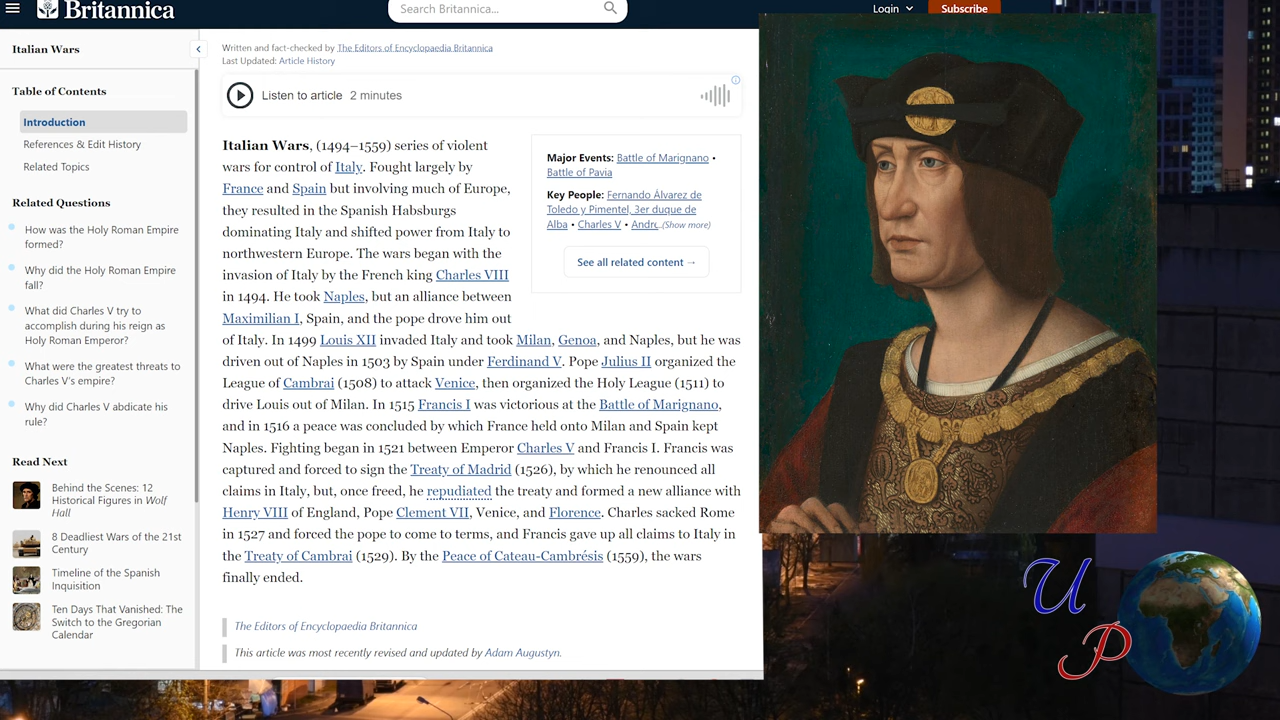 Britannica
Search Britannica...
Login
Subscribe
Italian Wars
Table of Contents
Introduction
References & Edit History
Related Topics
Related Questions
How was the Holy Roman Empire
formed?
Why did the Holy Roman Empire
fall?
What did Charles V try to
accomplish during his reign as
Holy Roman Emperor?
What were the greatest threats to
Charles V's empire?
Why did Charles V abdicate his
rule?
Read Next
Behind the Scenes: 12
Historical Figures in Wolf
Hall
8 Deadliest Wars of the 21st
Century
Timeline of the Spanish
Inquisition
Ten Days That Vanished: The
Switch to the Gregorian
Calendar
Written and fact-checked by The Editors of Encyclopaedia Britannica
Last Updated: Article History
Listen to article 2 minutes
Italian Wars, (1494–1559) series of violent
wars for control of Italy. Fought largely by
France and Spain but involving much of Europe,
they resulted in the Spanish Habsburgs
dominating Italy and shifted power from Italy to
northwestern Europe. The wars began with the
invasion of Italy by the French king Charles VIII
in 1494. He took Naples, but an alliance between
Maximilian I, Spain, and the pope drove him out
of Italy. In 1499 Louis XII invaded Italy and took Milan, Genoa, and Naples, but he was
driven out of Naples in 1503 by Spain under Ferdinand V. Pope Julius II organized the
League of Cambrai (1508) to attack Venice, then organized the Holy League (1511) to
drive Louis out of Milan. In 1515 Francis I was victorious at the Battle of Marignano,
and in 1516 a peace was concluded by which France held onto Milan and Spain kept
Naples. Fighting began in 1521 between Emperor Charles V and Francis I. Francis was
captured and forced to sign the Treaty of Madrid (1526), by which he renounced all
claims in Italy, but, once freed, he repudiated the treaty and formed a new alliance with
Henry VIII of England, Pope Clement VII, Venice, and Florence. Charles sacked Rome
in 1527 and forced the pope to come to terms, and Francis gave up all claims to Italy in
the Treaty of Cambrai (1529). By the Peace of Cateau-Cambrésis (1559), the wars
finally ended.
Major Events: Battle of Marignano •
Battle of Pavia
Key People: Fernando Álvarez de
Toledo y Pimentel, 3er duque de
Alba • Charles V • Andrc...(Show more)
See all related content →
The Editors of Encyclopaedia Britannica
This article was most recently revised and updated by Adam Augustyn.
U
P